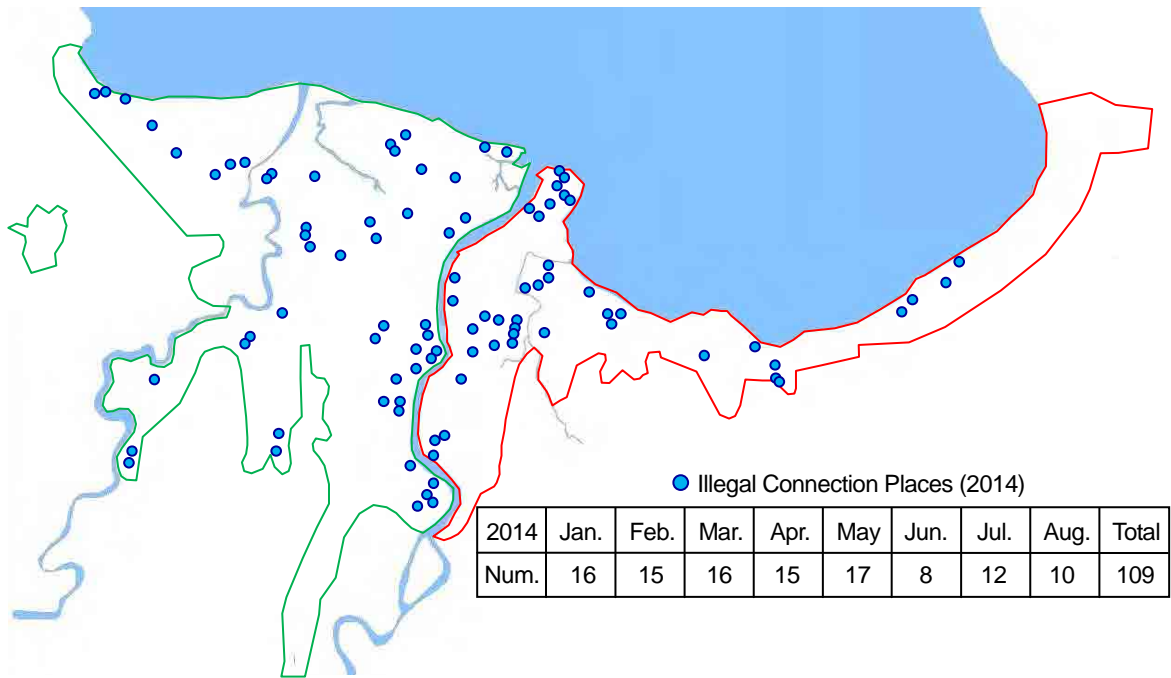 Illegal Connection Places (2014)
2014 Jan. Feb. Mar. Apr. May Jun. Jul. Aug. Total
Num. 16 15 16 15 17 8 12 10 109